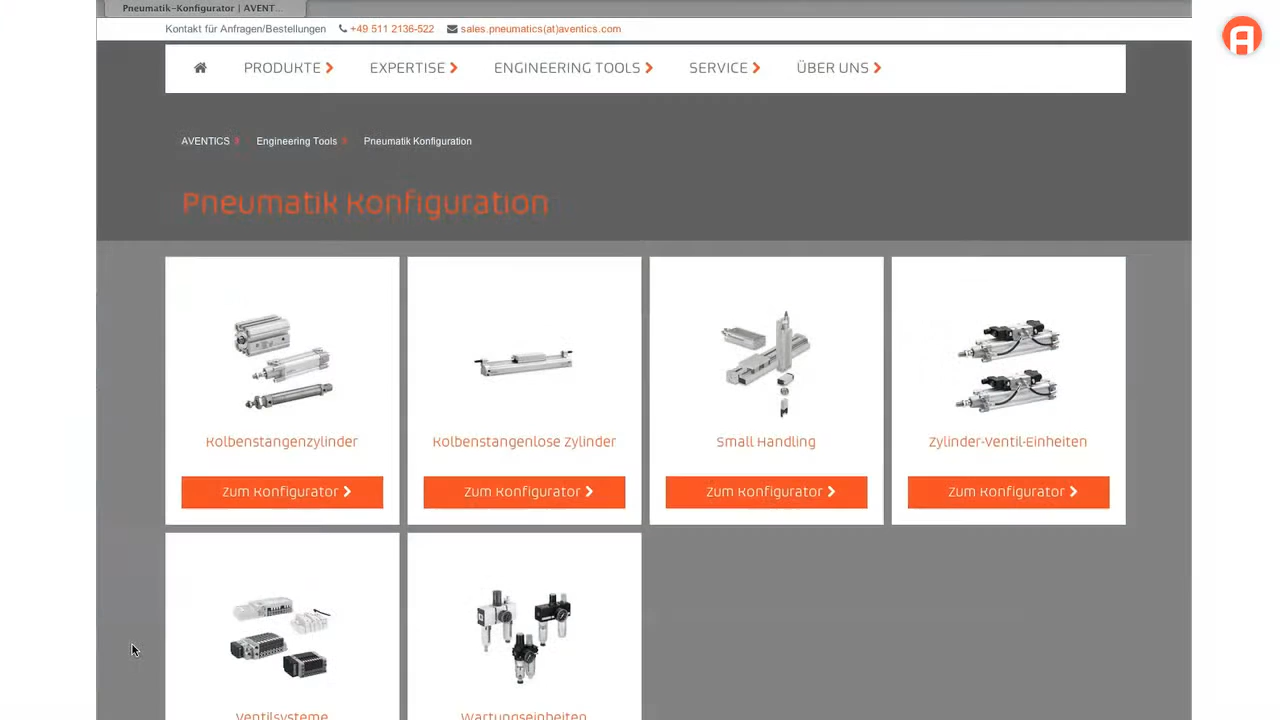 Pneumatik-Konfigurator | AVENT...
Kontakt für Anfragen/Bestellungen +49 511 2136-522 sales.pneumatics(at)aventics.com
PRODUKTE EXPERTISE ENGINEERING TOOLS SERVICE ÜBER UNS
AVENTICS Engineering Tools Pneumatik Konfiguration
Pneumatik Konfiguration
Kolbenstangenzylinder Kolbenstangenlose Zylinder Small Handling Zylinder-Ventil-Einheiten
Zum Konfigurator Zum Konfigurator Zum Konfigurator Zum Konfigurator
Ventilsysteme Wartungseinheiten